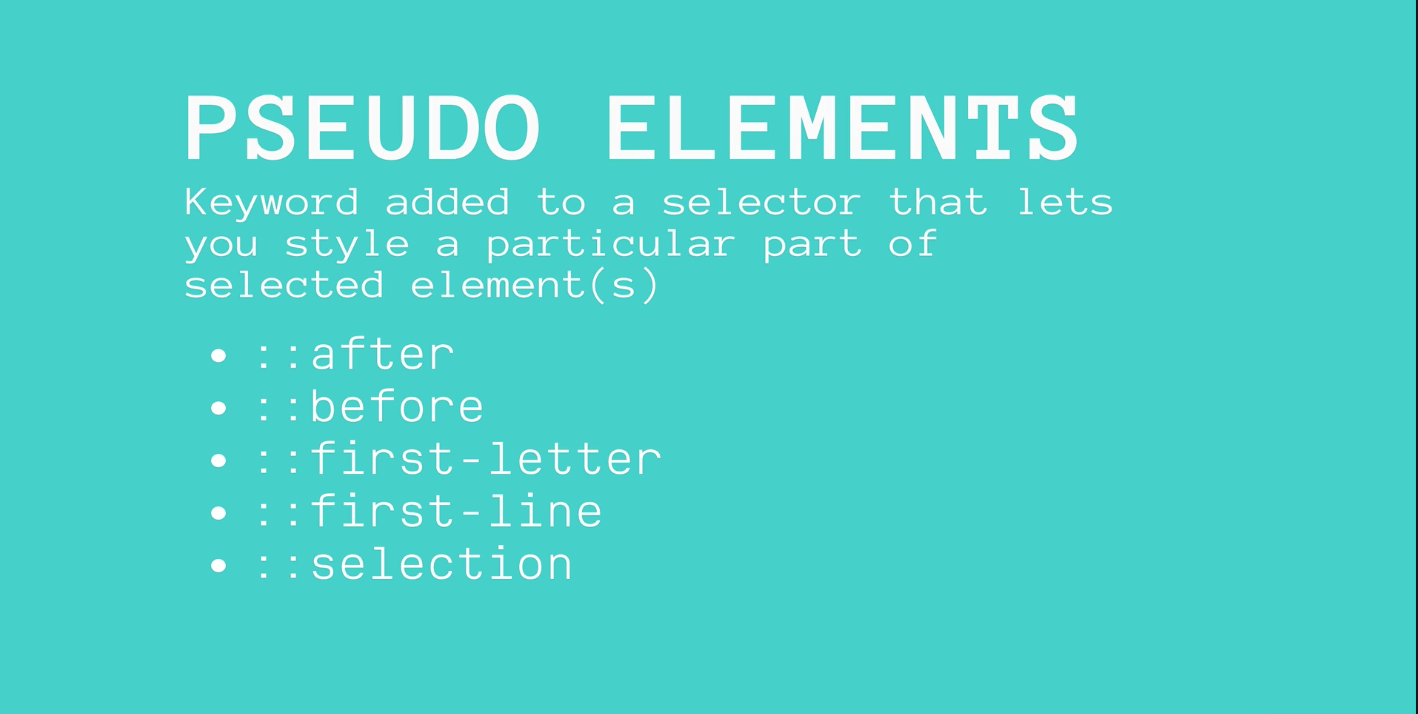 PSEUDO ELEMENTS
Keyword added to a selector that lets
you style a particular part of
selected element(s)
• ::after
• ::before
• ::first-letter
• ::first-line
• ::selection